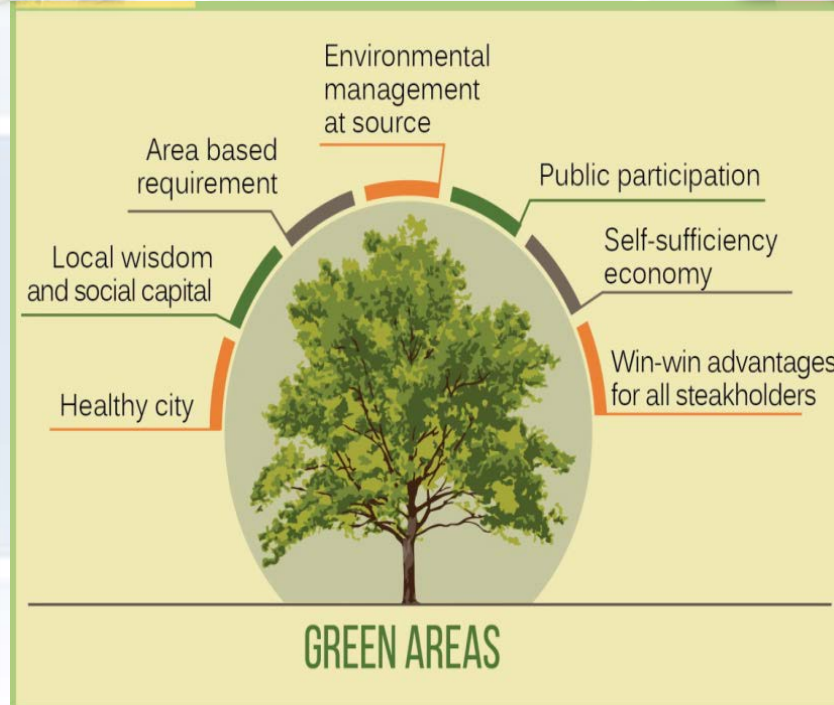 Environmental
management
at source
Area based
requirement
Public participation
Local wisdom
and social capital
Self-sufficiency
economy
Healthy city
Win-win advantages
for all steakholders
GREEN AREAS